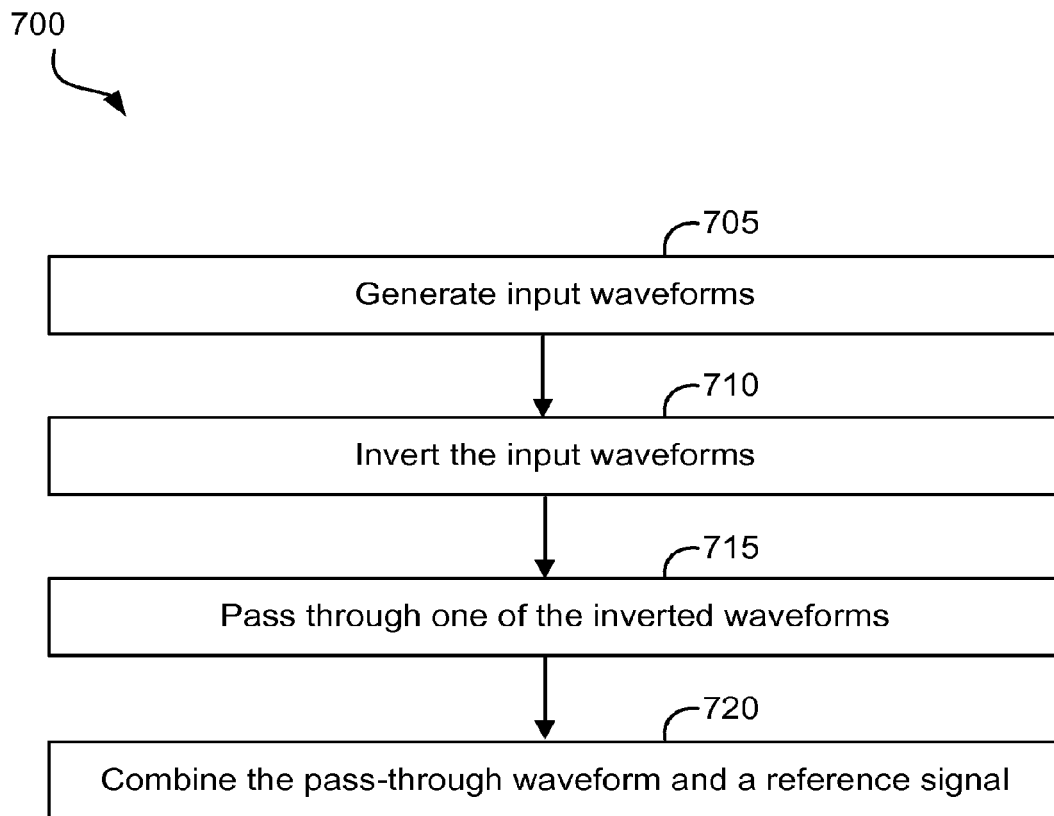 700
705
Generate input waveforms
710
Invert the input waveforms
715
Pass through one of the inverted waveforms
720
Combine the pass-through waveform and a reference signal